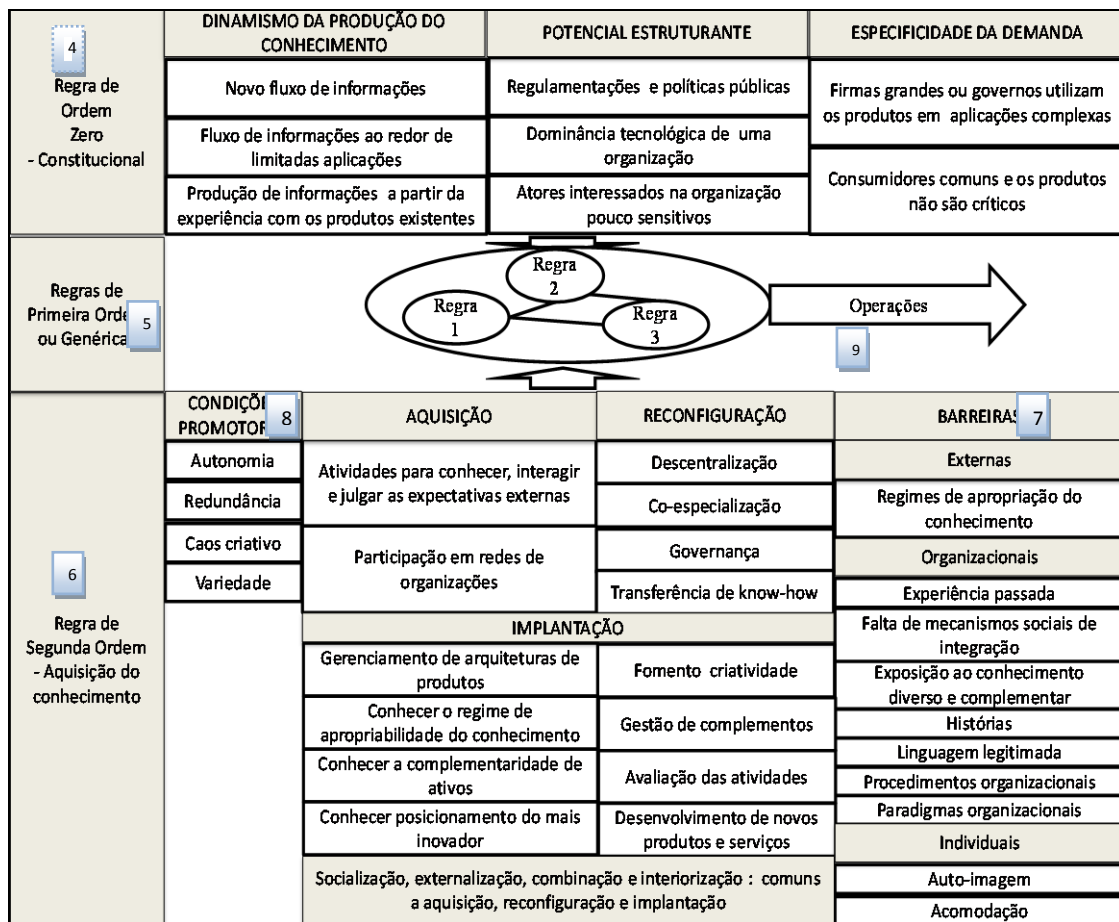 4
Regra de
Ordem
Zero
- Constitucional
DINAMISMO DA PRODUÇÃO DO
CONHECIMENTO
POTENCIAL ESTRUTURANTE
ESPECIFICIDADE DA DEMANDA
Novo fluxo de informações
Fluxo de informações ao redor de
limitadas aplicações
Produção de informações a partir da
experiência com os produtos existentes
Regulamentações e políticas públicas
Dominância tecnológica de uma
organização
Atores interessados na organização
pouco sensitivos
Firmas grandes ou governos utilizam
os produtos em aplicações complexas
Consumidores comuns e os produtos
não são críticos
Regras de
Primeira Orde
ou Genérica
5
Regra
1
Regra
2
Regra
3
Operações
9
6
Regra de
Segunda Ordem
- Aquisição do
conhecimento
CONDIÇÕE
PROMOTOR
8
Autonomia
Redundância
Caos criativo
Variedade
AQUISIÇÃO
Atividades para conhecer, interagir
e julgar as expectativas externas
Participação em redes de
organizações
RECONFIGURAÇÃO
Descentralização
Co-especialização
Governança
Transferência de know-how
IMPLANTAÇÃO
Gerenciamento de arquiteturas de
produtos
Conhecer o regime de
apropriabilidade do conhecimento
Conhecer a complementaridade de
ativos
Conhecer posicionamento do mais
inovador
Fomento criatividade
Gestão de complementos
Avaliação das atividades
Desenvolvimento de novos
produtos e serviços
Socialização, externalização, combinação e interiorização : comuns
a aquisição, reconfiguração e implantação
BARREIRAS
7
Externas
Regimes de apropriação do
conhecimento
Organizacionais
Experiência passada
Falta de mecanismos sociais de
integração
Exposição ao conhecimento
diverso e complementar
Histórias
Linguagem legitimada
Procedimentos organizacionais
Paradigmas organizacionais
Individuais
Auto-imagem
Acomodação